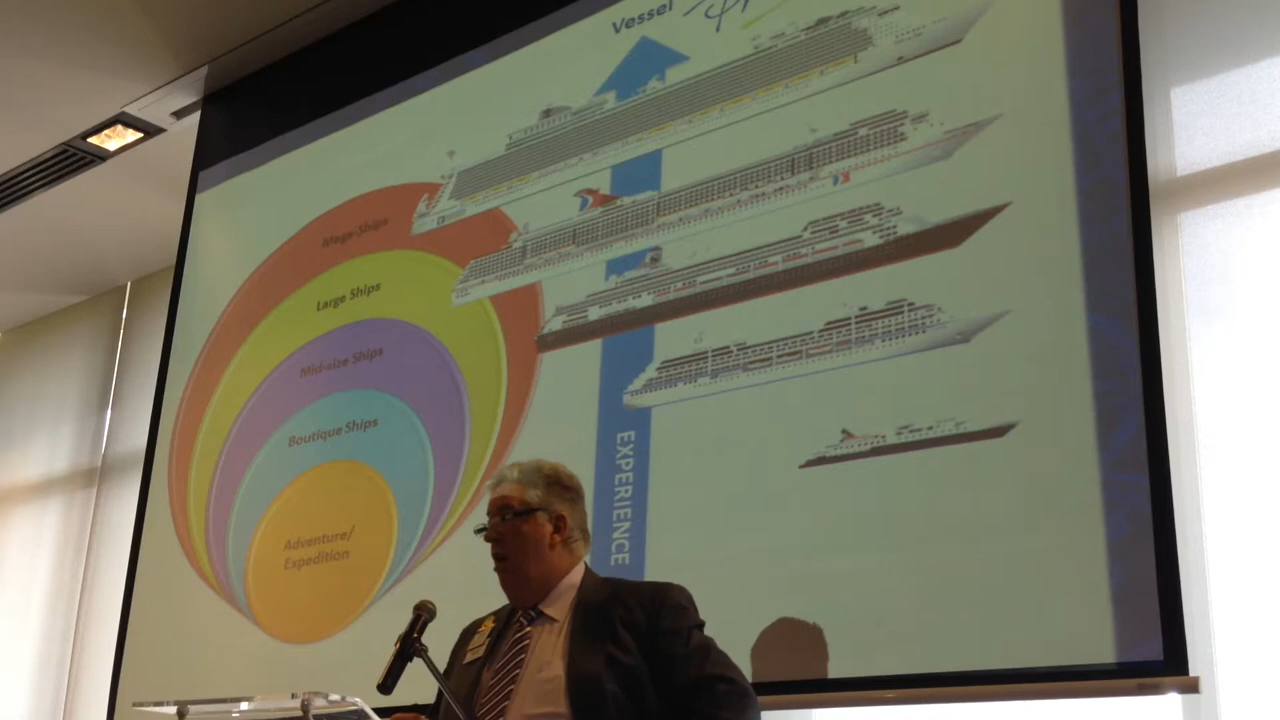 Vessel
Mega-Ships
Large Ships
Mid-size Ships
Boutique Ships
Adventure/
Expedition
EXPERIENCE